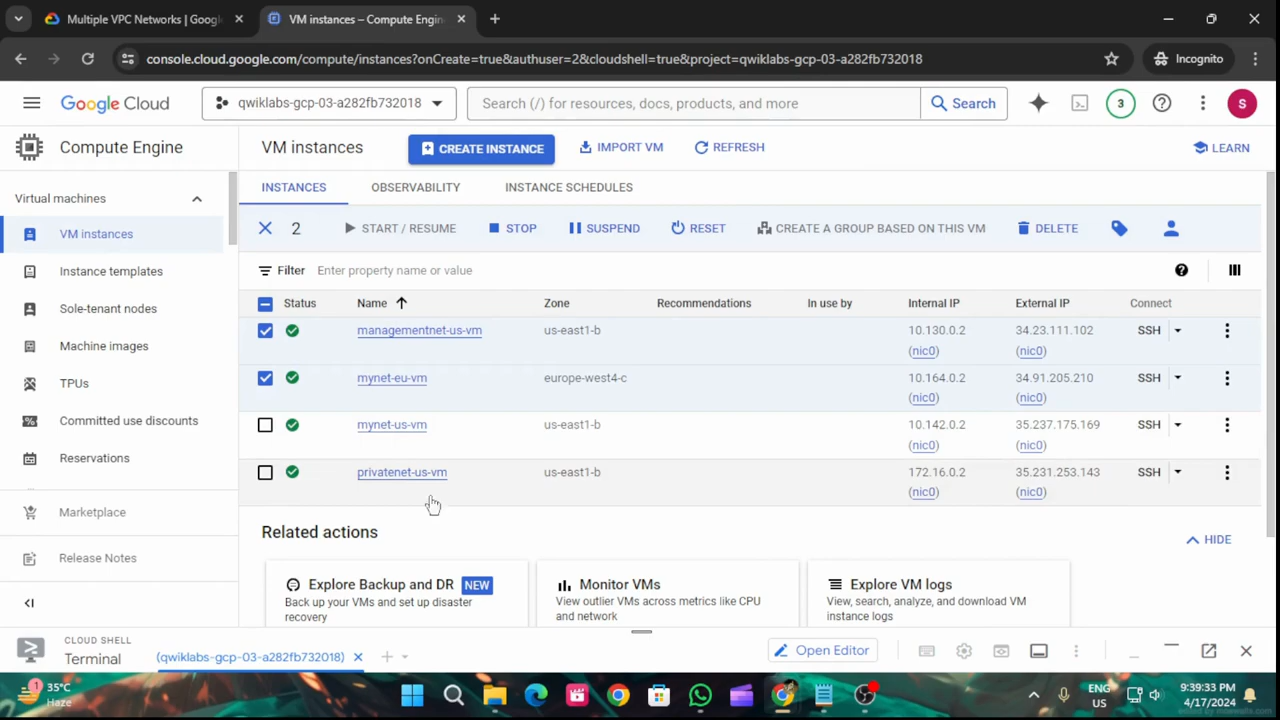 Multiple VPC Networks | Googl
VM instances – Compute Engin
console.cloud.google.com/compute/instances?onCreate=true&authuser=2&cloudshell=true&project=qwiklabs-gcp-03-a282fb732018
Incognito
Google Cloud
qwiklabs-gcp-03-a282fb732018
Search (/) for resources, docs, products, and more
Search
3
S
Compute Engine
VM instances
CREATE INSTANCE
IMPORT VM
REFRESH
LEARN
Virtual machines
VM instances
Instance templates
Sole-tenant nodes
Machine images
TPUs
Committed use discounts
Reservations
Marketplace
Release Notes
INSTANCES
OBSERVABILITY
INSTANCE SCHEDULES
2
START / RESUME
STOP
SUSPEND
RESET
CREATE A GROUP BASED ON THIS VM
DELETE
Filter
Enter property name or value
Status Name Zone Recommendations In use by Internal IP External IP Connect
managementnet-us-vm us-east1-b 10.130.0.2 34.23.111.102 SSH
(nic0) (nic0)
mynet-eu-vm europe-west4-c 10.164.0.2 34.91.205.210 SSH
(nic0) (nic0)
mynet-us-vm us-east1-b 10.142.0.2 35.237.175.169 SSH
(nic0) (nic0)
privatenet-us-vm us-east1-b 172.16.0.2 35.231.253.143 SSH
(nic0) (nic0)
Related actions
HIDE
Explore Backup and DR NEW
Back up your VMs and set up disaster
recovery
Monitor VMs
View outlier VMs across metrics like CPU
and network
Explore VM logs
View, search, analyze, and download VM
instance logs
CLOUD SHELL
Terminal
(qwiklabs-gcp-03-a282fb732018)
Open Editor
1
35°C
Haze
ENG
US
9:39:33 PM
4/17/2024